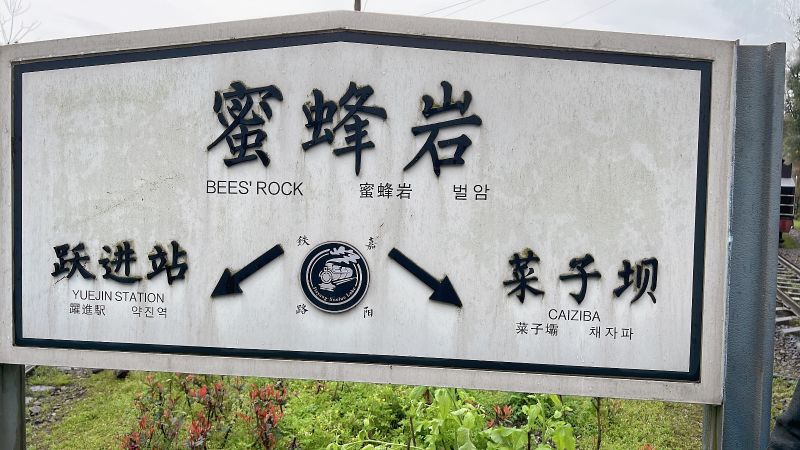 蜜蜂岩
BEES' ROCK 蜜蜂岩 벌암
铁 嘉
路 阳
跃进站
YUEJIN STATION
躍進駅 약진역
菜子坝
CAIZIBA
菜子壩 채자파